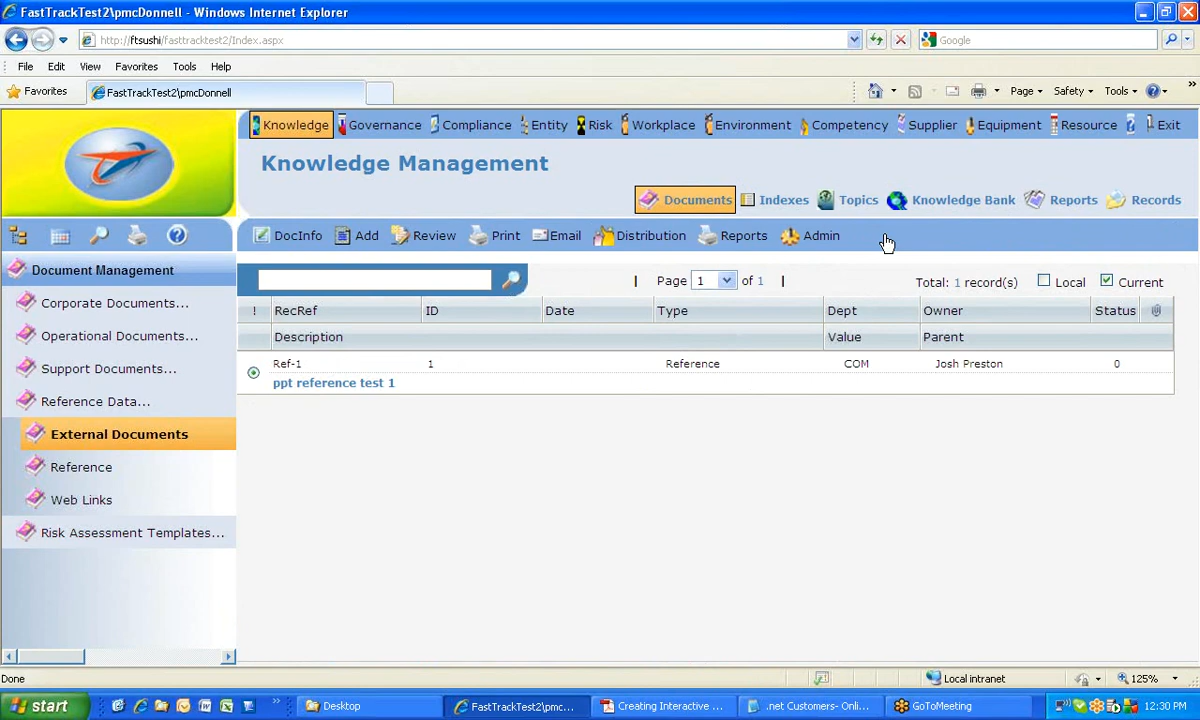 FastTrackTest2\pmcDonnell - Windows Internet Explorer
http://ftsushi/fasttracktest2/Index.aspx
Google
File Edit View Favorites Tools Help
Favorites FastTrackTest2\pmcDonnell Page Safety Tools
Knowledge Governance Compliance Entity Risk Workplace Environment Competency Supplier Equipment Resource Exit
Knowledge Management
Documents Indexes Topics Knowledge Bank Reports Records
DocInfo Add Review Print Email Distribution Reports Admin
Document Management
Corporate Documents...
Operational Documents...
Support Documents...
Reference Data...
External Documents
Reference
Web Links
Risk Assessment Templates...
Page 1 of 1 Total: 1 record(s) Local Current
! RecRef ID Date Type Dept Owner Status
Description Value Parent
Ref-1 1 Reference COM Josh Preston 0
ppt reference test 1
Done Local intranet 125%
start Desktop FastTrackTest2\pmc... Creating Interactive ... .net Customers- Onli... GoToMeeting 12:30 PM